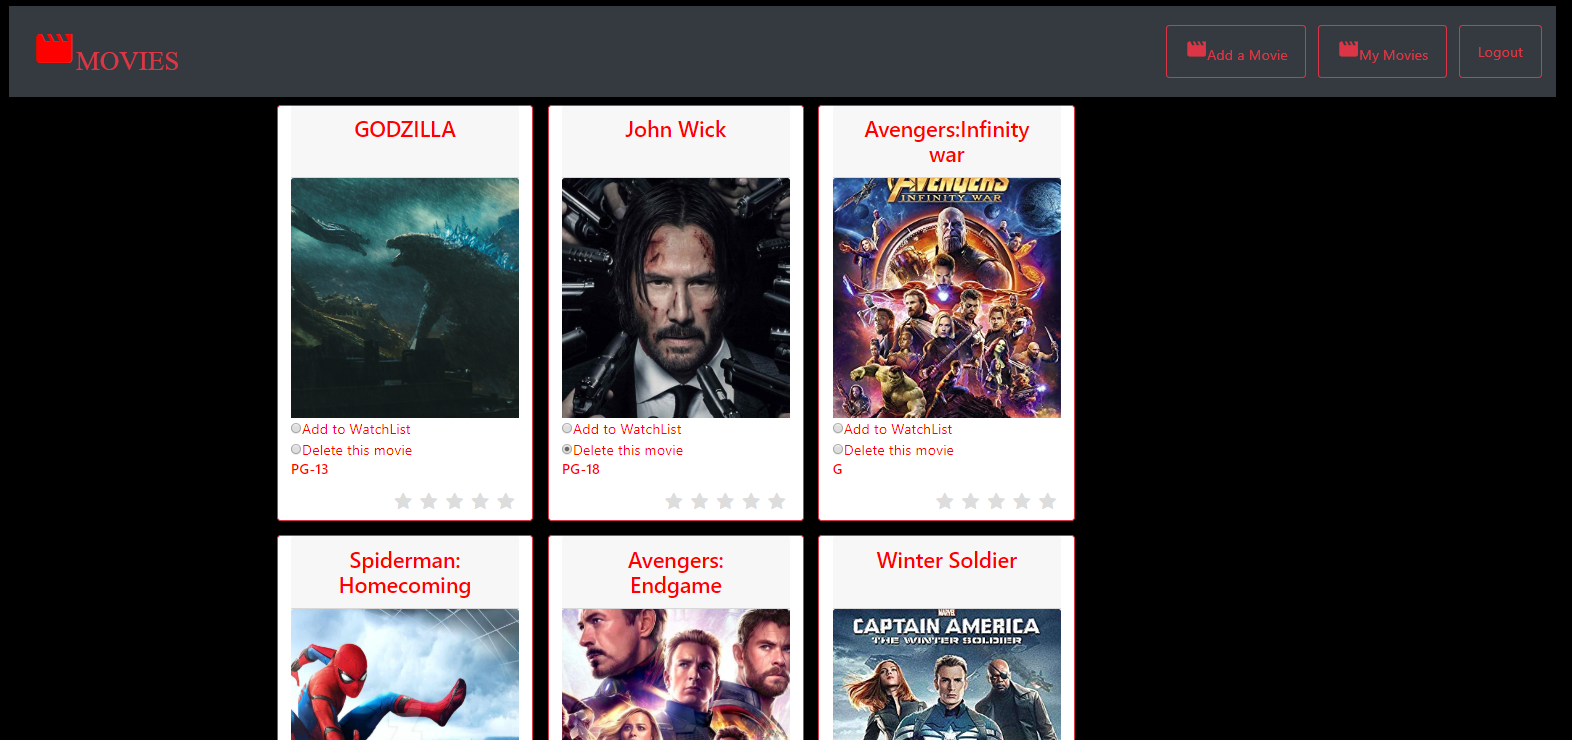 MOVIES
Add a Movie
My Movies
Logout
GODZILLA
John Wick
Avengers:Infinity
war
AVENGERS
INFINITY WAR
Add to WatchList
Delete this movie
PG-13
Add to WatchList
Delete this movie
PG-18
Add to WatchList
Delete this movie
G
Spiderman:
Homecoming
Avengers:
Endgame
Winter Soldier
MARVEL
CAPTAIN AMERICA
THE WINTER SOLDIER